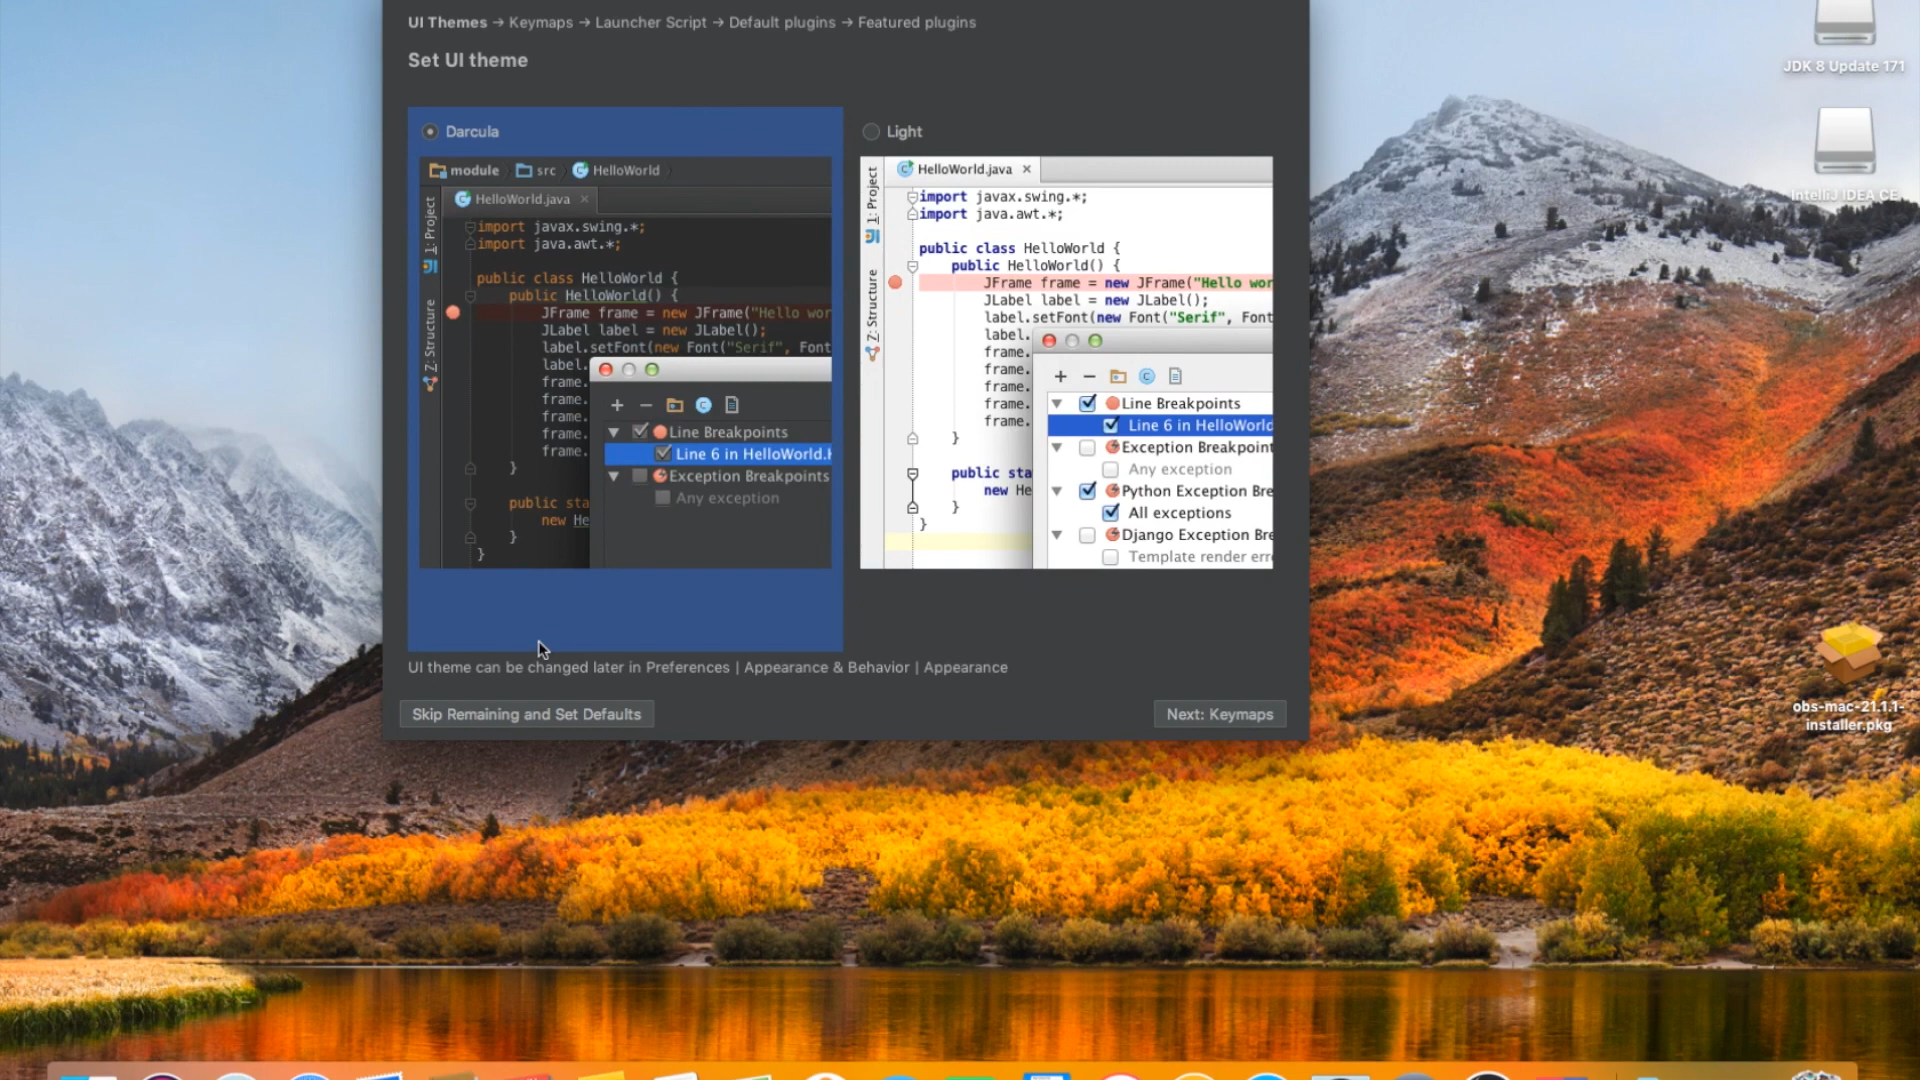 UI Themes → Keymaps → Launcher Script → Default plugins → Featured plugins
Set UI theme
Darcula
module src HelloWorld
HelloWorld.java
1: Project
Z: Structure
import javax.swing.*;
import java.awt.*;
public class HelloWorld {
public HelloWorld() {
JFrame frame = new JFrame("Hello wor
JLabel label = new JLabel();
label.setFont(new Font("Serif", Font
label.
frame.
frame.
frame.
frame.
frame.
}
public sta
new He
}
}
Line Breakpoints
Line 6 in HelloWorld.
Exception Breakpoints
Any exception
Light
HelloWorld.java
1: Project
Z: Structure
import javax.swing.*;
import java.awt.*;
public class HelloWorld {
public HelloWorld() {
JFrame frame = new JFrame("Hello wor
JLabel label = new JLabel();
label.setFont(new Font("Serif", Font
label.
frame.
frame.
frame.
frame.
frame.
}
public sta
new He
}
}
Line Breakpoints
Line 6 in HelloWorld
Exception Breakpoint
Any exception
Python Exception Bre
All exceptions
Django Exception Bre
Template render erro
UI theme can be changed later in Preferences | Appearance & Behavior | Appearance
Skip Remaining and Set Defaults
Next: Keymaps
JDK 8 Update 171
IntelliJ IDEA CE
obs-mac-21.1.1-
installer.pkg